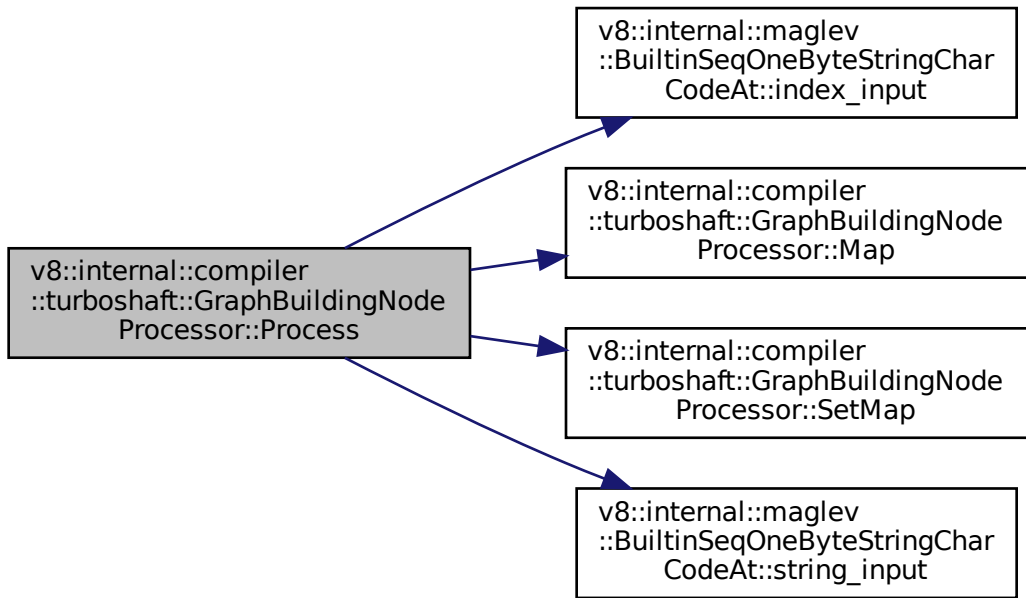 v8::internal::maglev
::BuiltinSeqOneByteStringChar
CodeAt::index_input
v8::internal::compiler
::turboshaft::GraphBuildingNode
Processor::Map
v8::internal::compiler
::turboshaft::GraphBuildingNode
Processor::Process
v8::internal::compiler
::turboshaft::GraphBuildingNode
Processor::SetMap
v8::internal::maglev
::BuiltinSeqOneByteStringChar
CodeAt::string_input